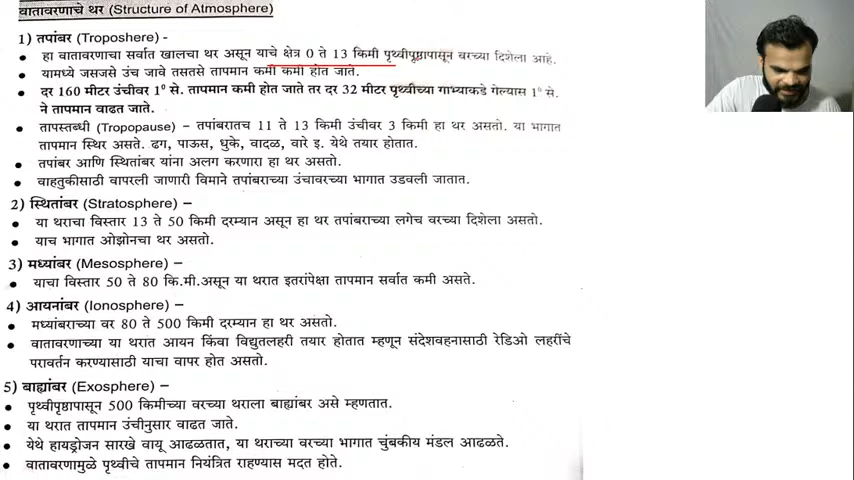 वातावरणाचे थर (Structure of Atmosphere)
1) तपांबर (Troposhere) -
• हा वातावरणाचा सर्वात खालचा थर असून याचे क्षेत्र 0 ते 13 किमी पृथ्वीपृष्ठापासून वरच्या दिशेला आहे.
• यामध्ये जसजसे उंच जावे तसतसे तापमान कमी कमी होत जाते.
• दर 160 मीटर उंचीवर 1° से. तापमान कमी होत जाते तर दर 32 मीटर पृथ्वीच्या गाभ्याकडे गेल्यास 1° से.
ने तापमान वाढत जाते.
• तापस्तब्धी (Tropopause) – तपांबरातच 11 ते 13 किमी उंचीवर 3 किमी हा थर असतो. या भागात
तापमान स्थिर असते. ढग, पाऊस, धुके, वादळ, वारे इ. येथे तयार होतात.
• तपांबर आणि स्थितांबर यांना अलग करणारा हा थर असतो.
• वाहतुकीसाठी वापरली जाणारी विमाने तपांबराच्या उंचावरच्या भागात उडवली जातात.
2) स्थितांबर (Stratosphere) –
• या थराचा विस्तार 13 ते 50 किमी दरम्यान असून हा थर तपांबराच्या लगेच वरच्या दिशेला असतो.
• याच भागात ओझोनचा थर असतो.
3) मध्यांबर (Mesosphere) –
• याचा विस्तार 50 ते 80 कि.मी.असून या थरात इतरांपेक्षा तापमान सर्वात कमी असते.
4) आयनांबर (Ionosphere) –
• मध्यांबराच्या वर 80 ते 500 किमी दरम्यान हा थर असतो.
• वातावरणाच्या या थरात आयन किंवा विद्युतलहरी तयार होतात म्हणून संदेशवहनासाठी रेडिओ लहरींचे
परावर्तन करण्यासाठी याचा वापर होत असतो.
5) बाह्यांबर (Exosphere) –
• पृथ्वीपृष्ठापासून 500 किमीच्या वरच्या थराला बाह्यांबर असे म्हणतात.
• या थरात तापमान उंचीनुसार वाढत जाते.
• येथे हायड्रोजन सारखे वायू आढळतात, या थराच्या वरच्या भागात चुंबकीय मंडल आढळते.
• वातावरणामुळे पृथ्वीचे तापमान नियंत्रित राहण्यास मदत होते.